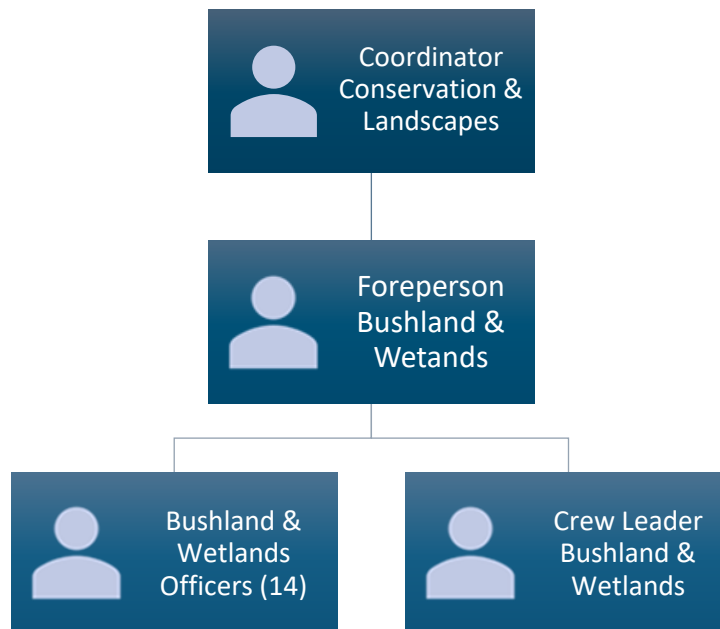 Coordinator
Conservation &
Landscapes
Foreperson
Bushland &
Wetands
Bushland &
Wetlands
Officers (14)
Crew Leader
Bushland &
Wetlands